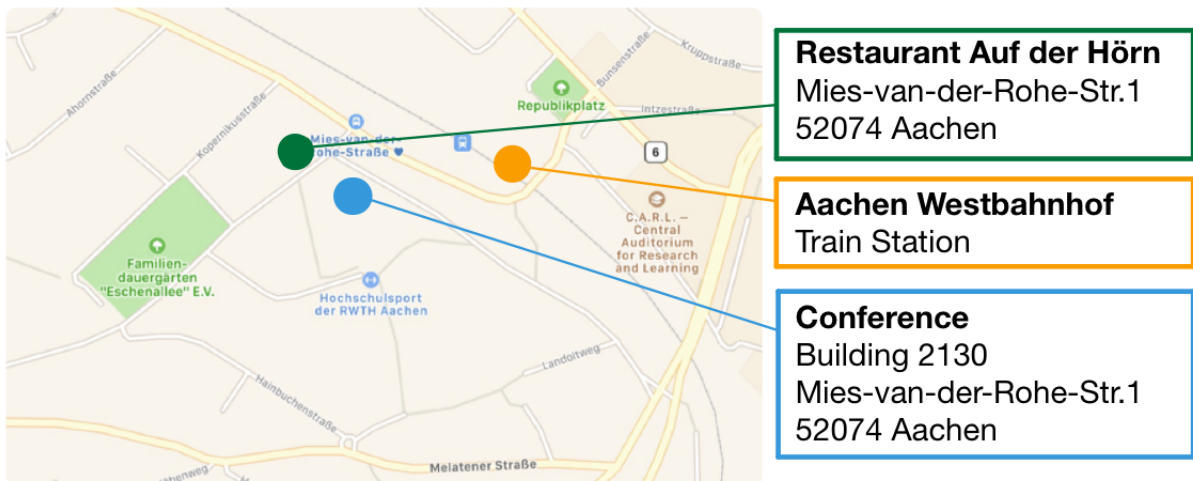 Ahornstraße
Kopernikusstraße
Mies-van-der-
Rohe-Straße
Republikplatz
Bunsenstraße
Kruppstraße
Intzestraße
6
C.A.R.L. –
Central
Auditorium
for Research
and Learning
Familien-
dauergärten
"Eschenallee" E.V.
Hochschulsport
der RWTH Aachen
Landoltweg
Hainbuchenstraße
Melatener Straße
Restaurant Auf der Hörn
Mies-van-der-Rohe-Str.1
52074 Aachen
Aachen Westbahnhof
Train Station
Conference
Building 2130
Mies-van-der-Rohe-Str.1
52074 Aachen